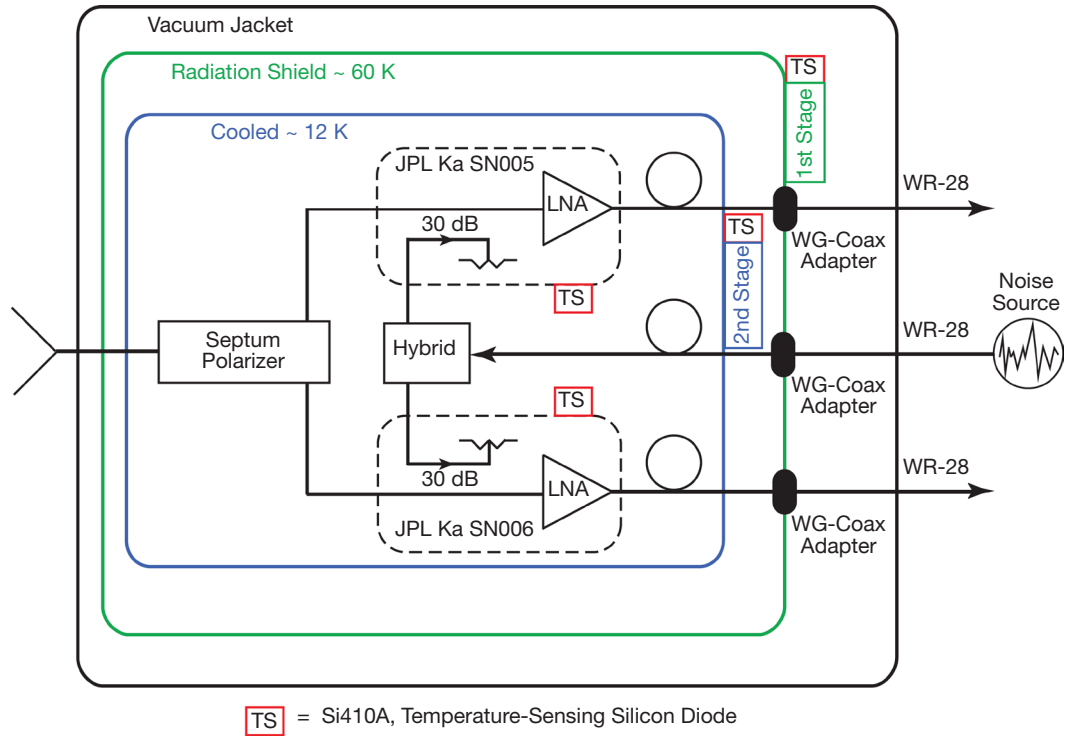 Vacuum Jacket
Radiation Shield ~ 60 K
TS
1st Stage
Cooled ~ 12 K
JPL Ka SN005
LNA
WR-28
30 dB
TS
2nd Stage
WG-Coax
Adapter
TS
Noise
Source
Septum
Polarizer
Hybrid
WR-28
TS
WG-Coax
Adapter
30 dB
LNA
WR-28
JPL Ka SN006
WG-Coax
Adapter
TS = Si410A, Temperature-Sensing Silicon Diode